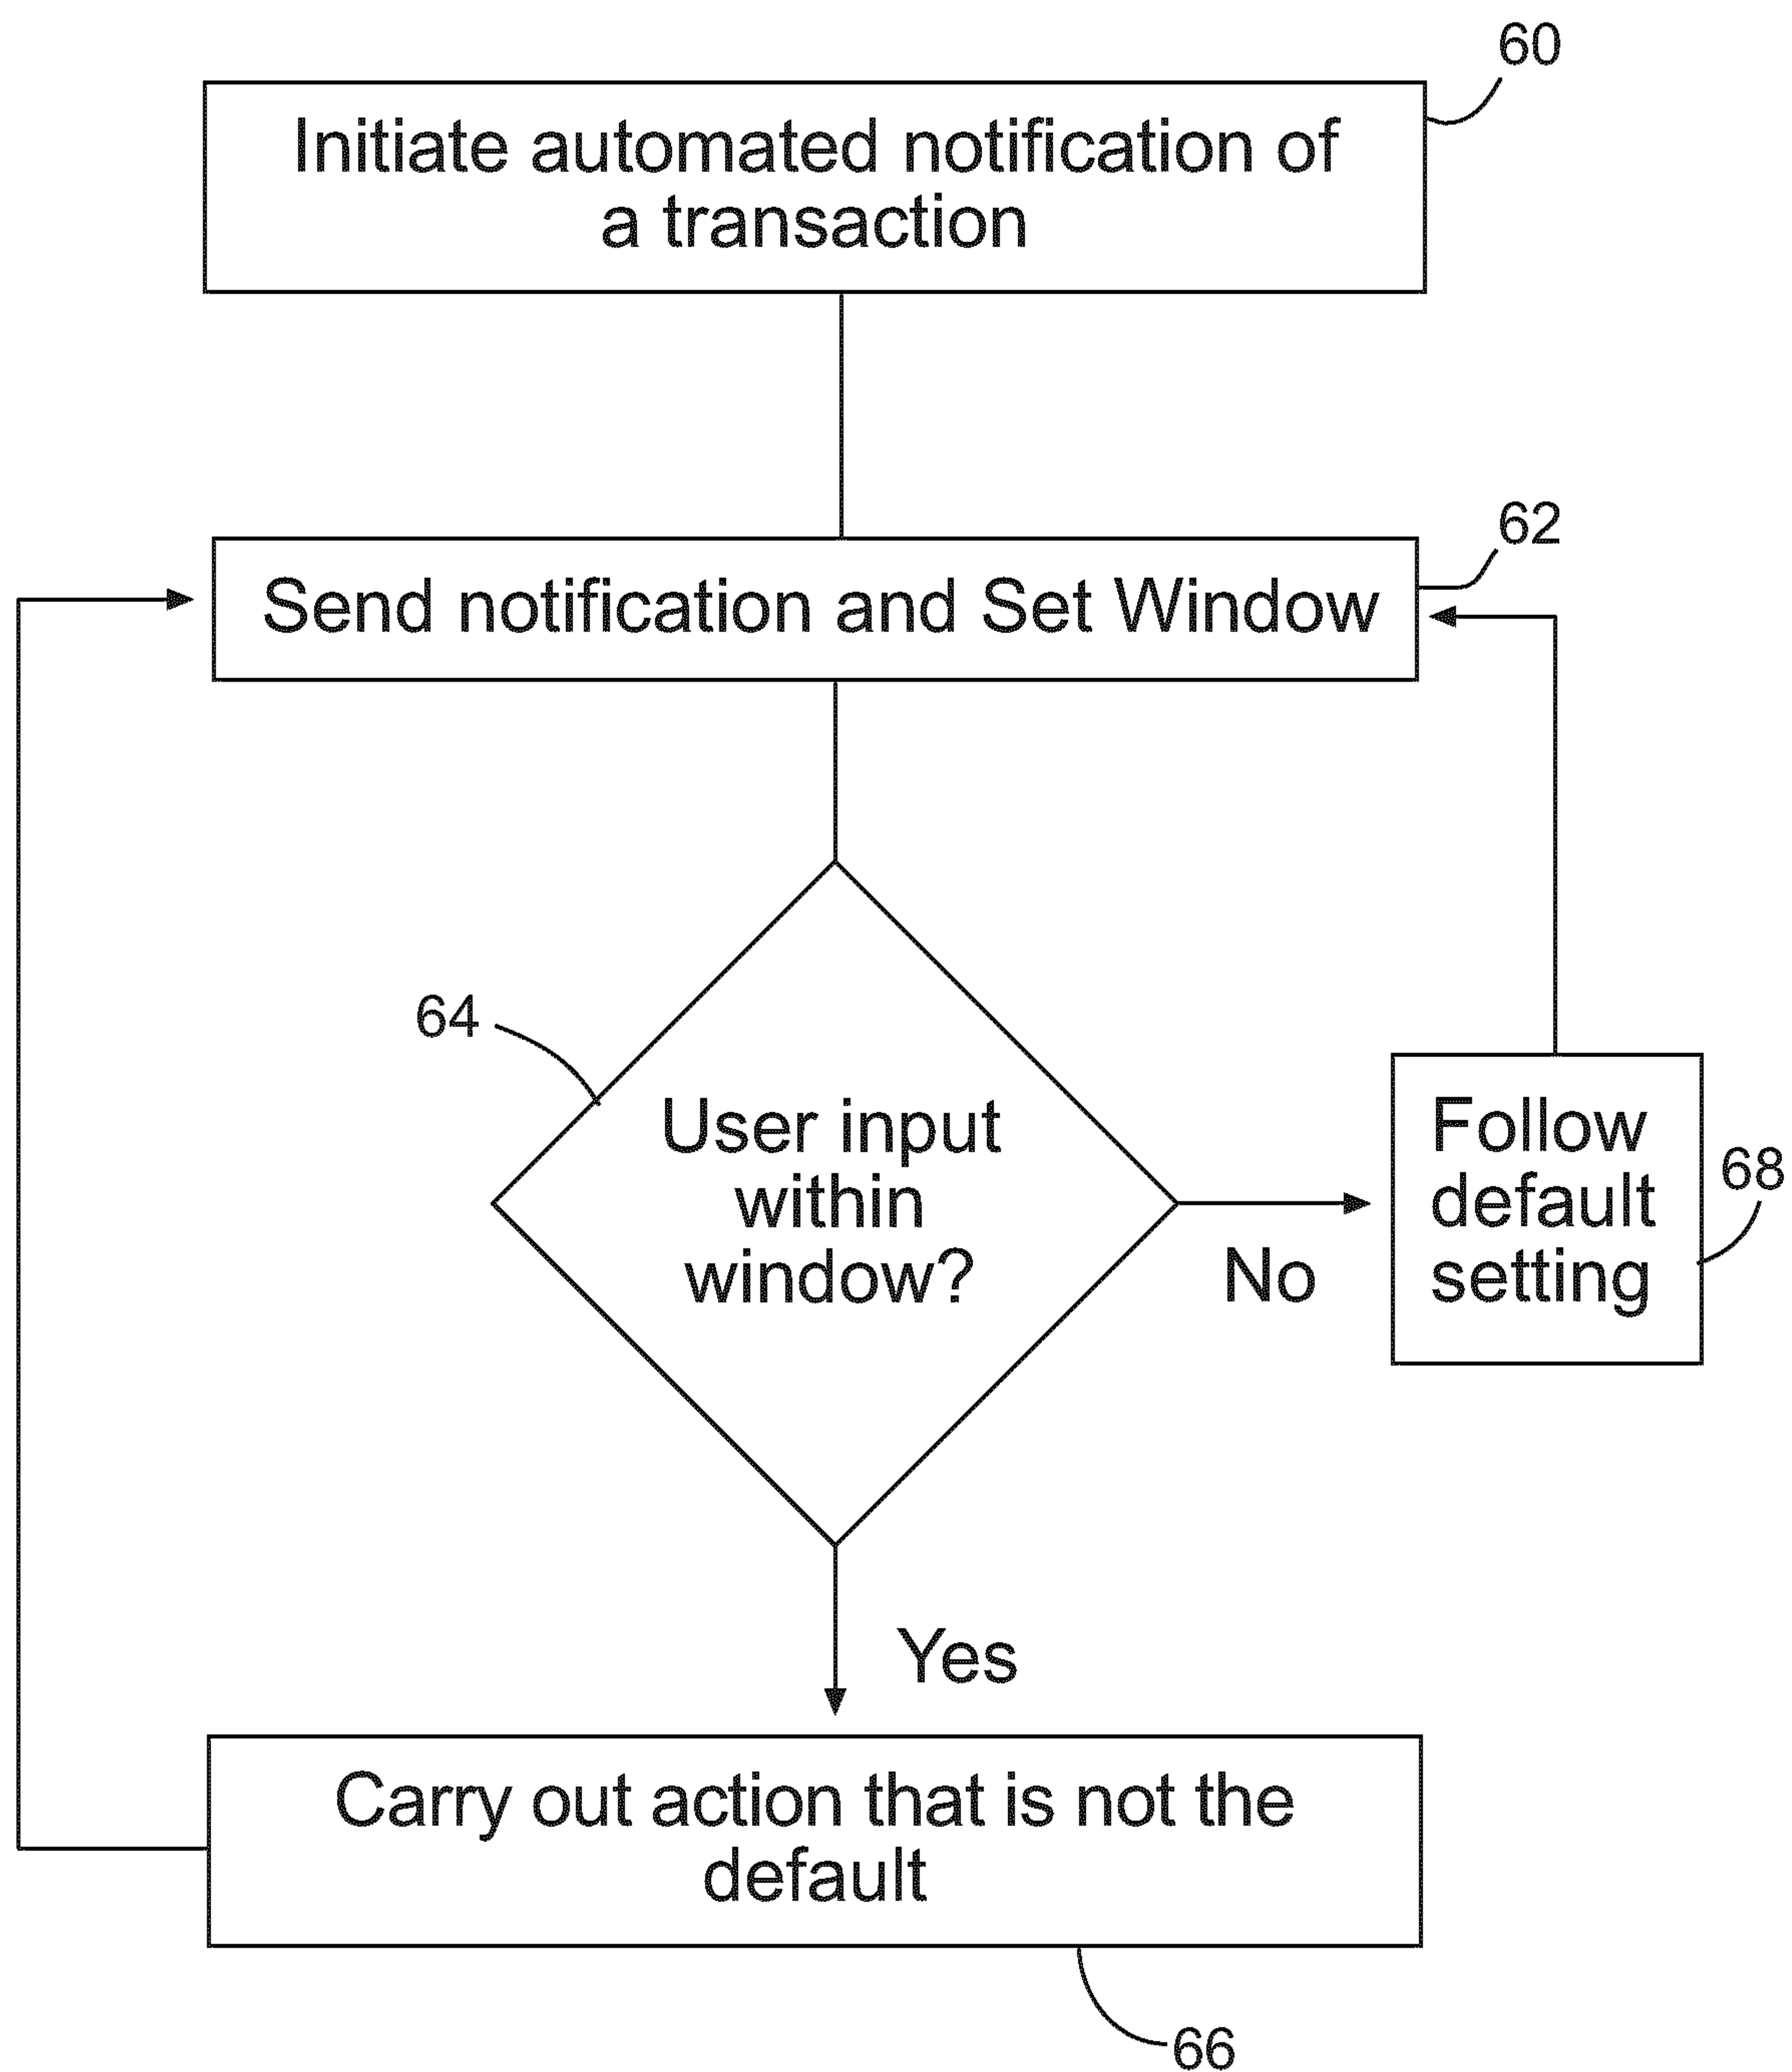 60
Initiate automated notification of
a transaction
62
Send notification and Set Window
64
User input
within
window?
No
Follow
default
setting
68
Yes
Carry out action that is not the
default
66